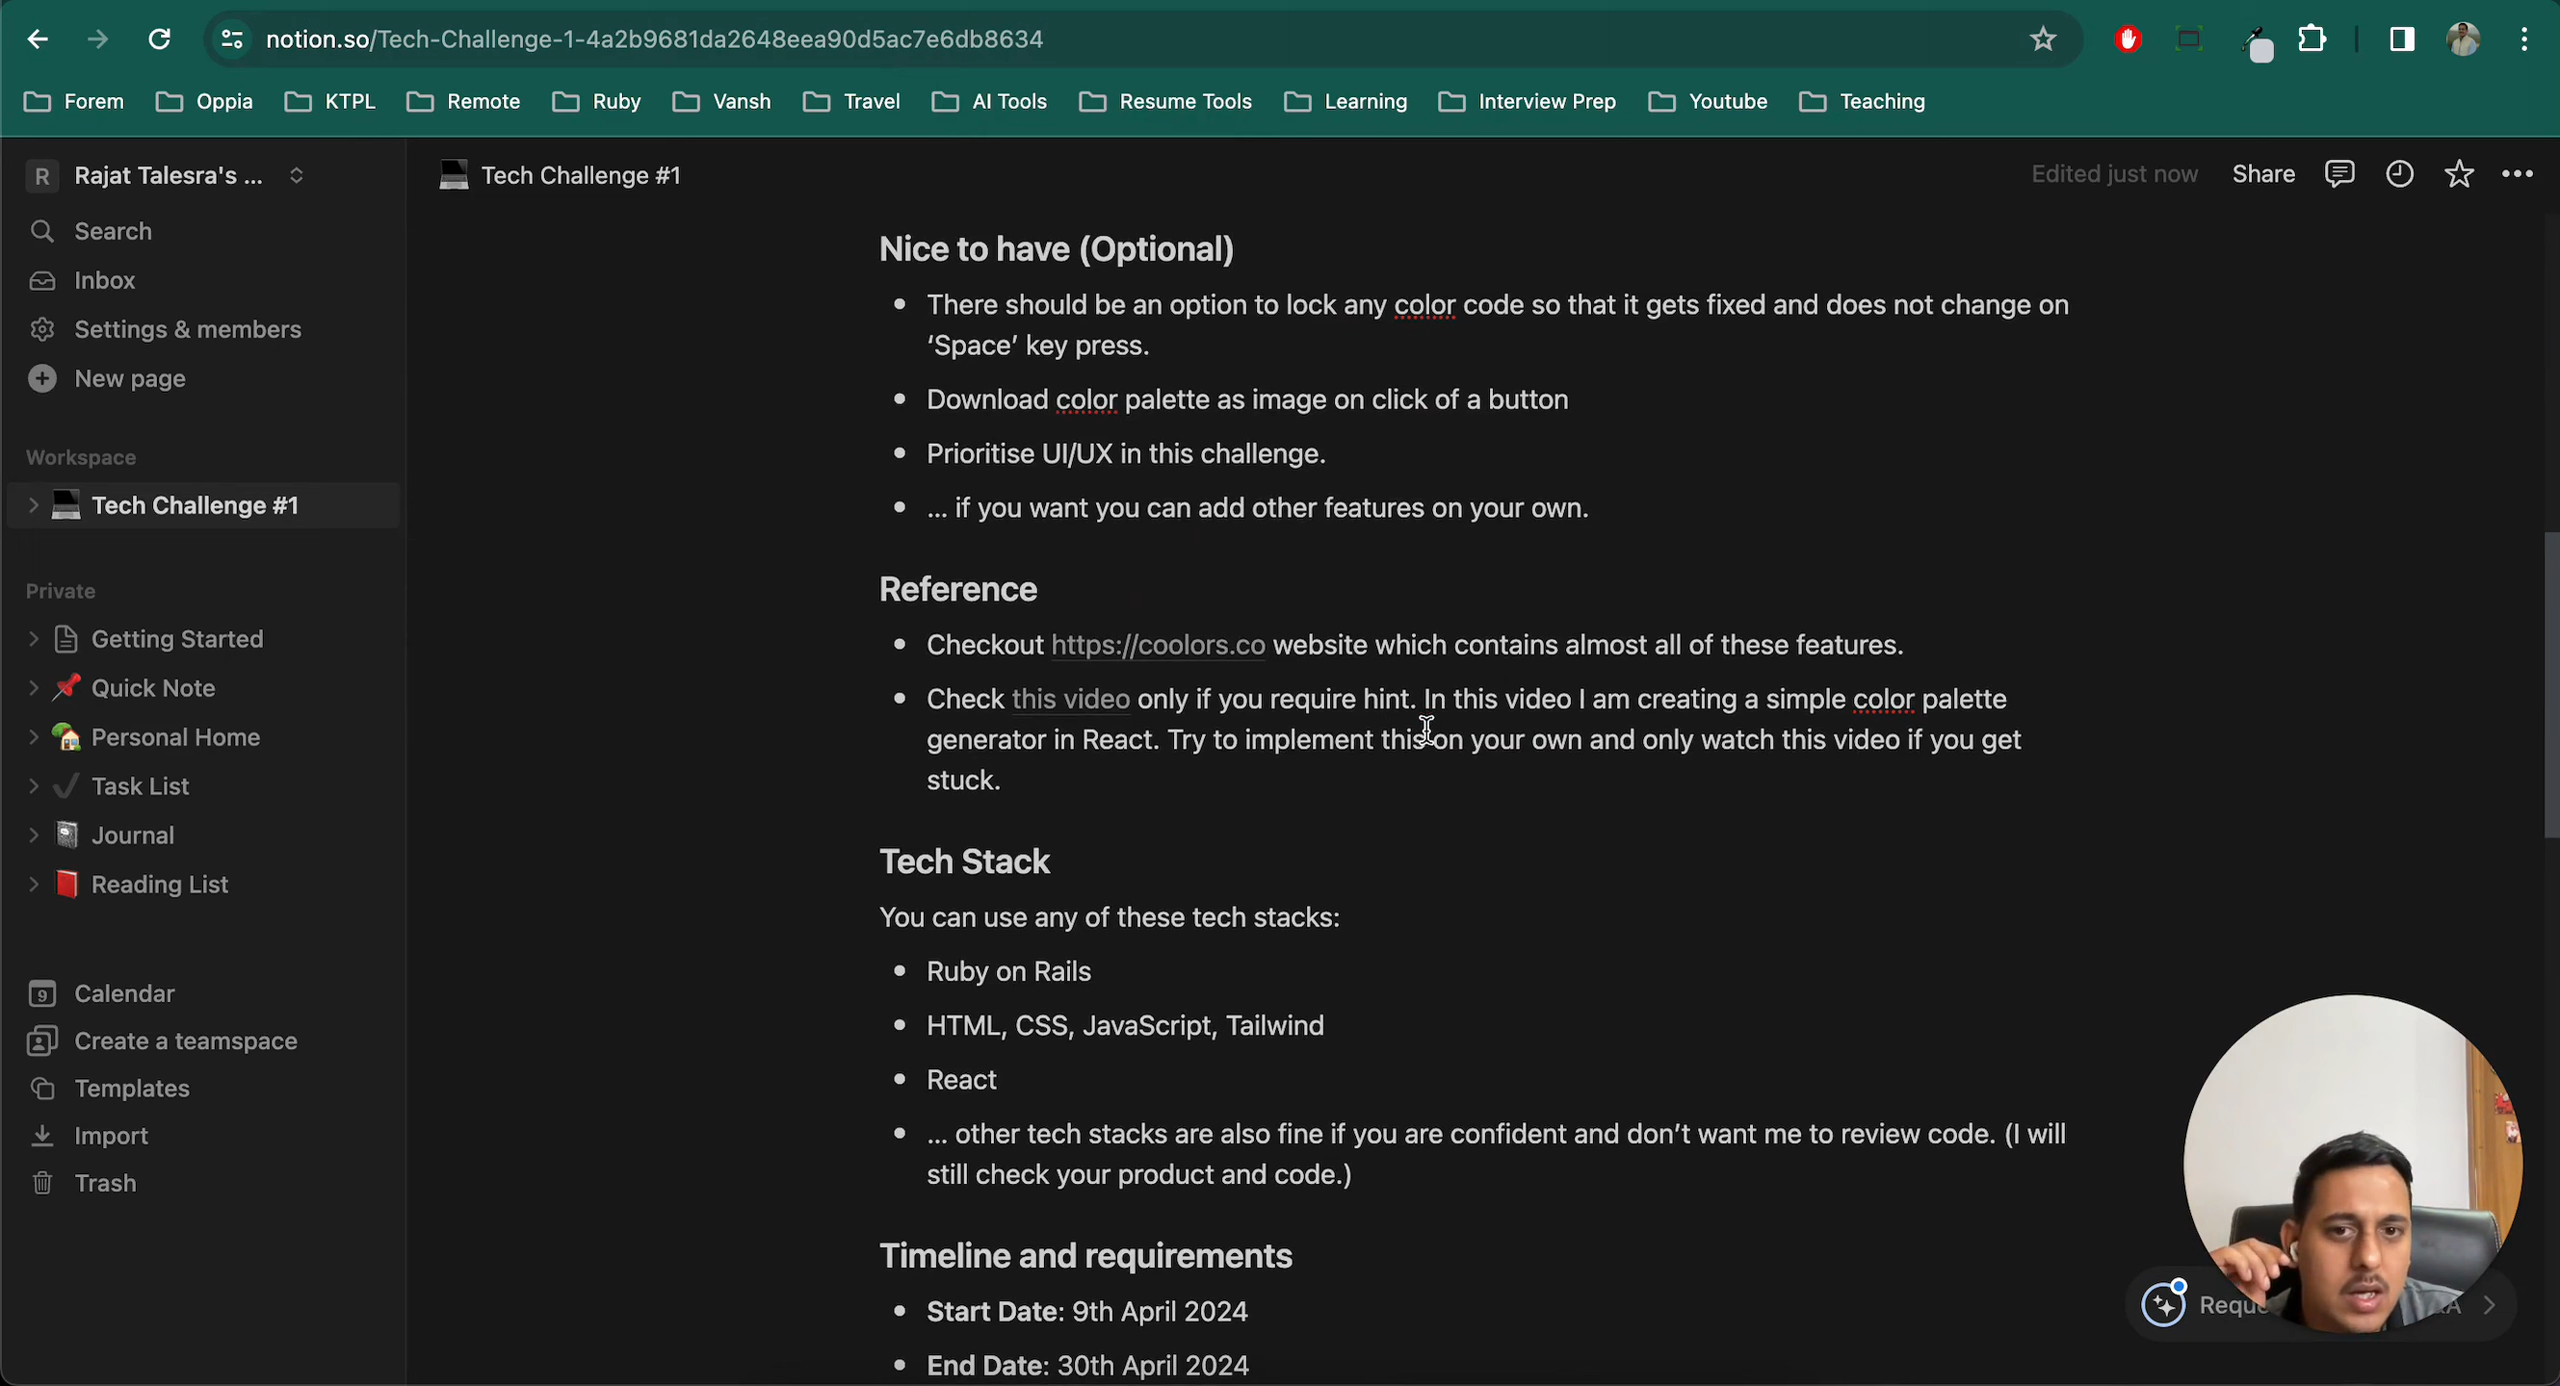 notion.so/Tech-Challenge-1-4a2b9681da2648eea90d5ac7e6db8634
Forem
Oppia
KTPL
Remote
Ruby
Vansh
Travel
AI Tools
Resume Tools
Learning
Interview Prep
Youtube
Teaching
R
Rajat Talesra's ...
Search
Inbox
Settings & members
New page
Workspace
Tech Challenge #1
Private
Getting Started
Quick Note
Personal Home
Task List
Journal
Reading List
9
Calendar
Create a teamspace
Templates
Import
Trash
Tech Challenge #1
Edited just now
Share
Nice to have (Optional)
• There should be an option to lock any color code so that it gets fixed and does not change on
‘Space’ key press.
• Download color palette as image on click of a button
• Prioritise UI/UX in this challenge.
• … if you want you can add other features on your own.
Reference
• Checkout https://coolors.co website which contains almost all of these features.
• Check this video only if you require hint. In this video I am creating a simple color palette
generator in React. Try to implement this on your own and only watch this video if you get
stuck.
Tech Stack
You can use any of these tech stacks:
• Ruby on Rails
• HTML, CSS, JavaScript, Tailwind
• React
• … other tech stacks are also fine if you are confident and don’t want me to review code. (I will
still check your product and code.)
Timeline and requirements
• Start Date: 9th April 2024
• End Date: 30th April 2024